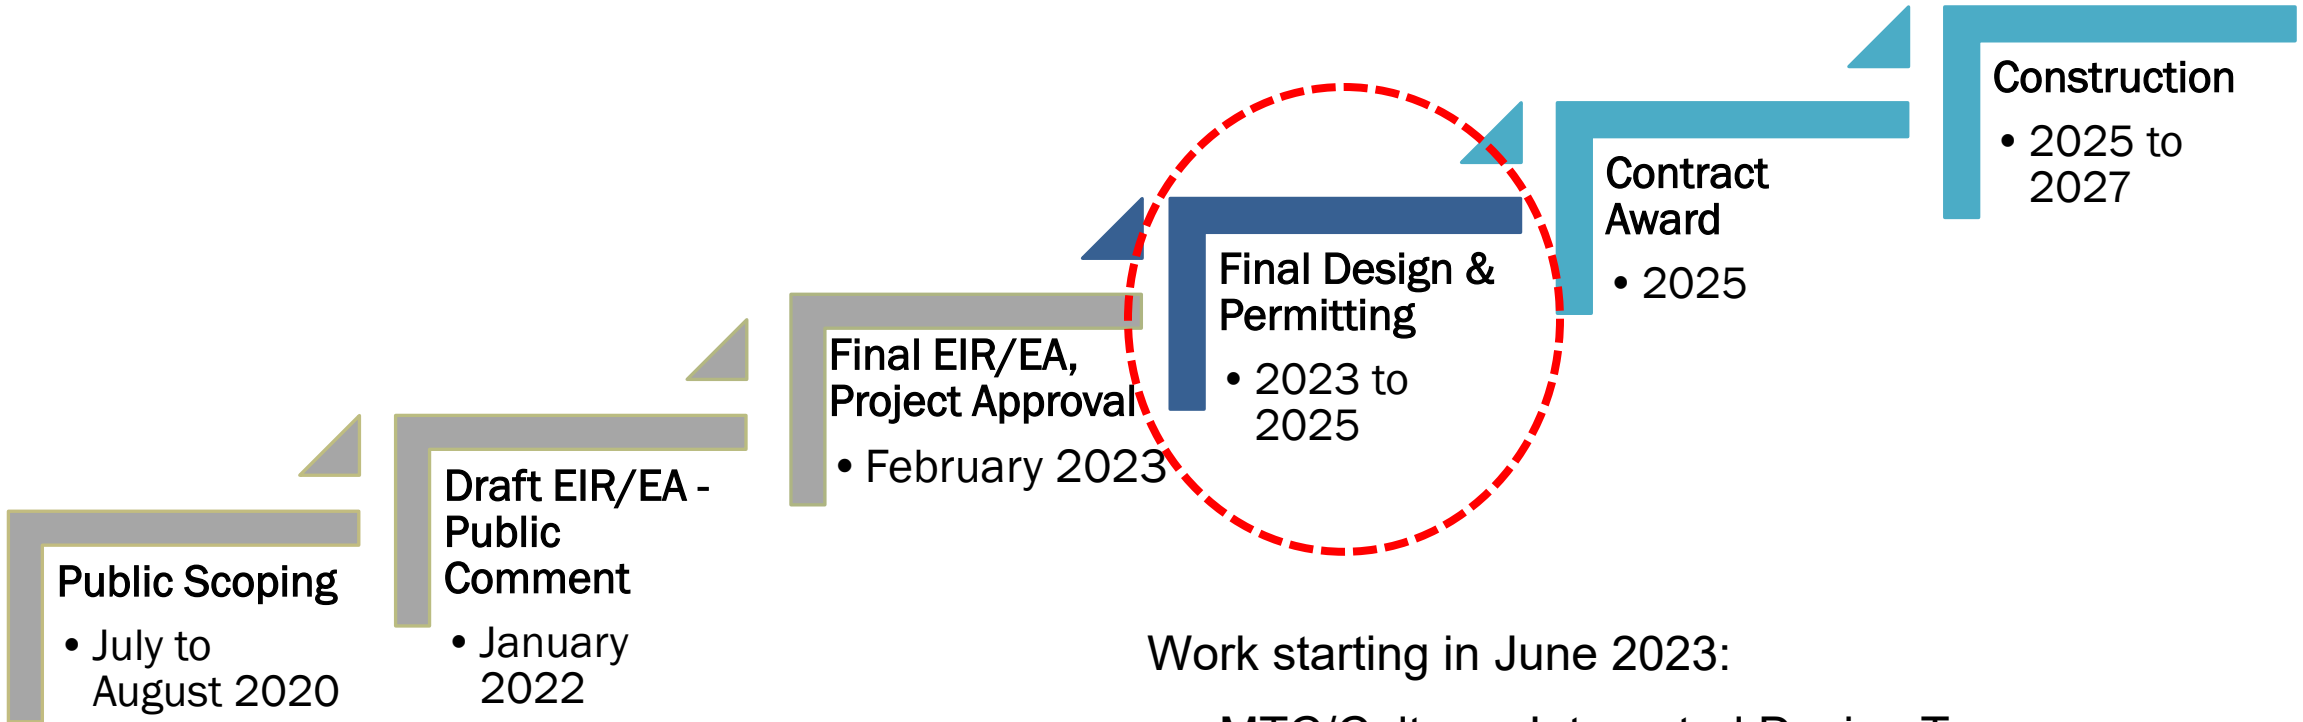 Public Scoping
• July to
August 2020
Draft EIR/EA -
Public
Comment
• January
2022
Final EIR/EA,
Project Approval
• February 2023
Final Design &
Permitting
• 2023 to
2025
Contract
Award
• 2025
Construction
• 2025 to
2027
Work starting in June 2023: